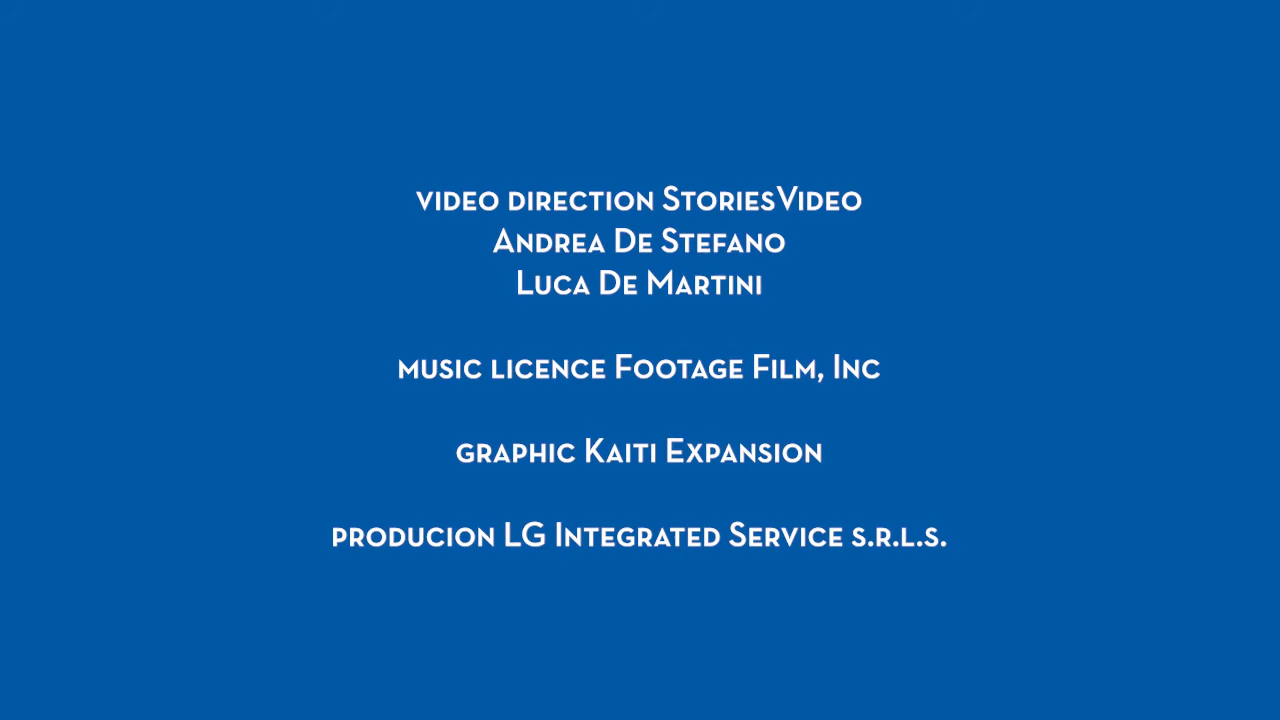 video direction StoriesVideo
Andrea De Stefano
Luca De Martini
music licence Footage Film, Inc
graphic Kaiti Expansion
producion LG Integrated Service s.r.l.s.